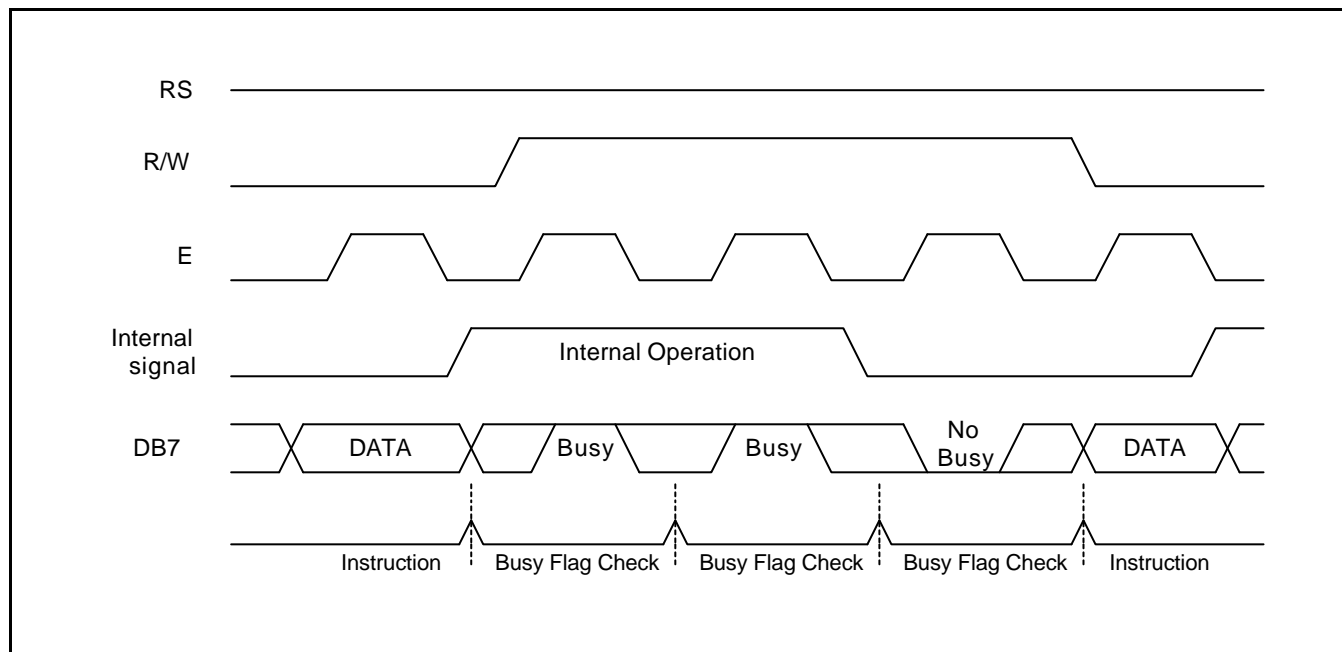 RS
R/W
E
Internal
signal
Internal Operation
DB7
DATA
Busy
Busy
No
Busy
DATA
Instruction
Busy Flag Check
Busy Flag Check
Busy Flag Check
Instruction